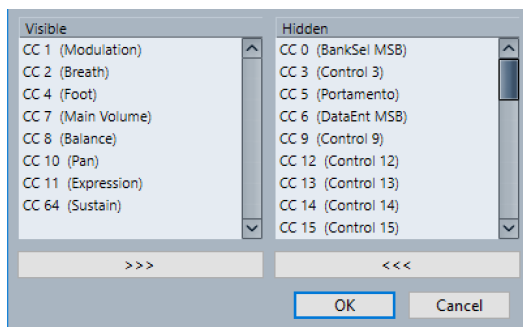 Visible
CC 1 (Modulation)
CC 2 (Breath)
CC 4 (Foot)
CC 7 (Main Volume)
CC 8 (Balance)
CC 10 (Pan)
CC 11 (Expression)
CC 64 (Sustain)
>>>
Hidden
CC 0 (BankSel MSB)
CC 3 (Control 3)
CC 5 (Portamento)
CC 6 (DataEnt MSB)
CC 9 (Control 9)
CC 12 (Control 12)
CC 13 (Control 13)
CC 14 (Control 14)
CC 15 (Control 15)
<<<
OK
Cancel